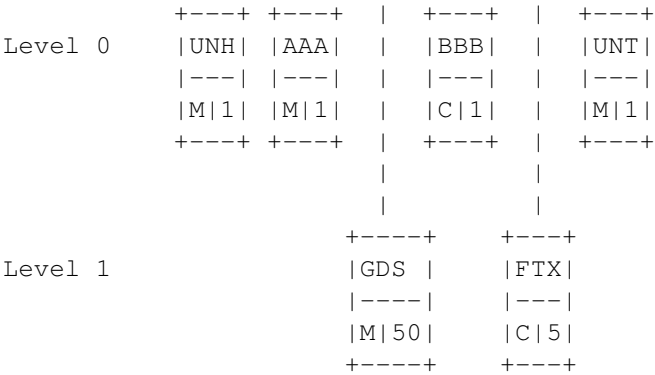 +---+ +---+  |  +---+  |  +---+
Level 0     |UNH| |AAA|  |  |BBB|  |  |UNT|
            |---| |---|  |  |---|  |  |---|
            |M|1| |M|1|  |  |C|1|  |  |M|1|
            +---+ +---+  |  +---+  |  +---+
                         |         |
                         |         |
                       +----+    +---+
Level 1                |GDS |    |FTX|
                       |----|    |---|
                       |M|50|    |C|5|
                       +----+    +---+